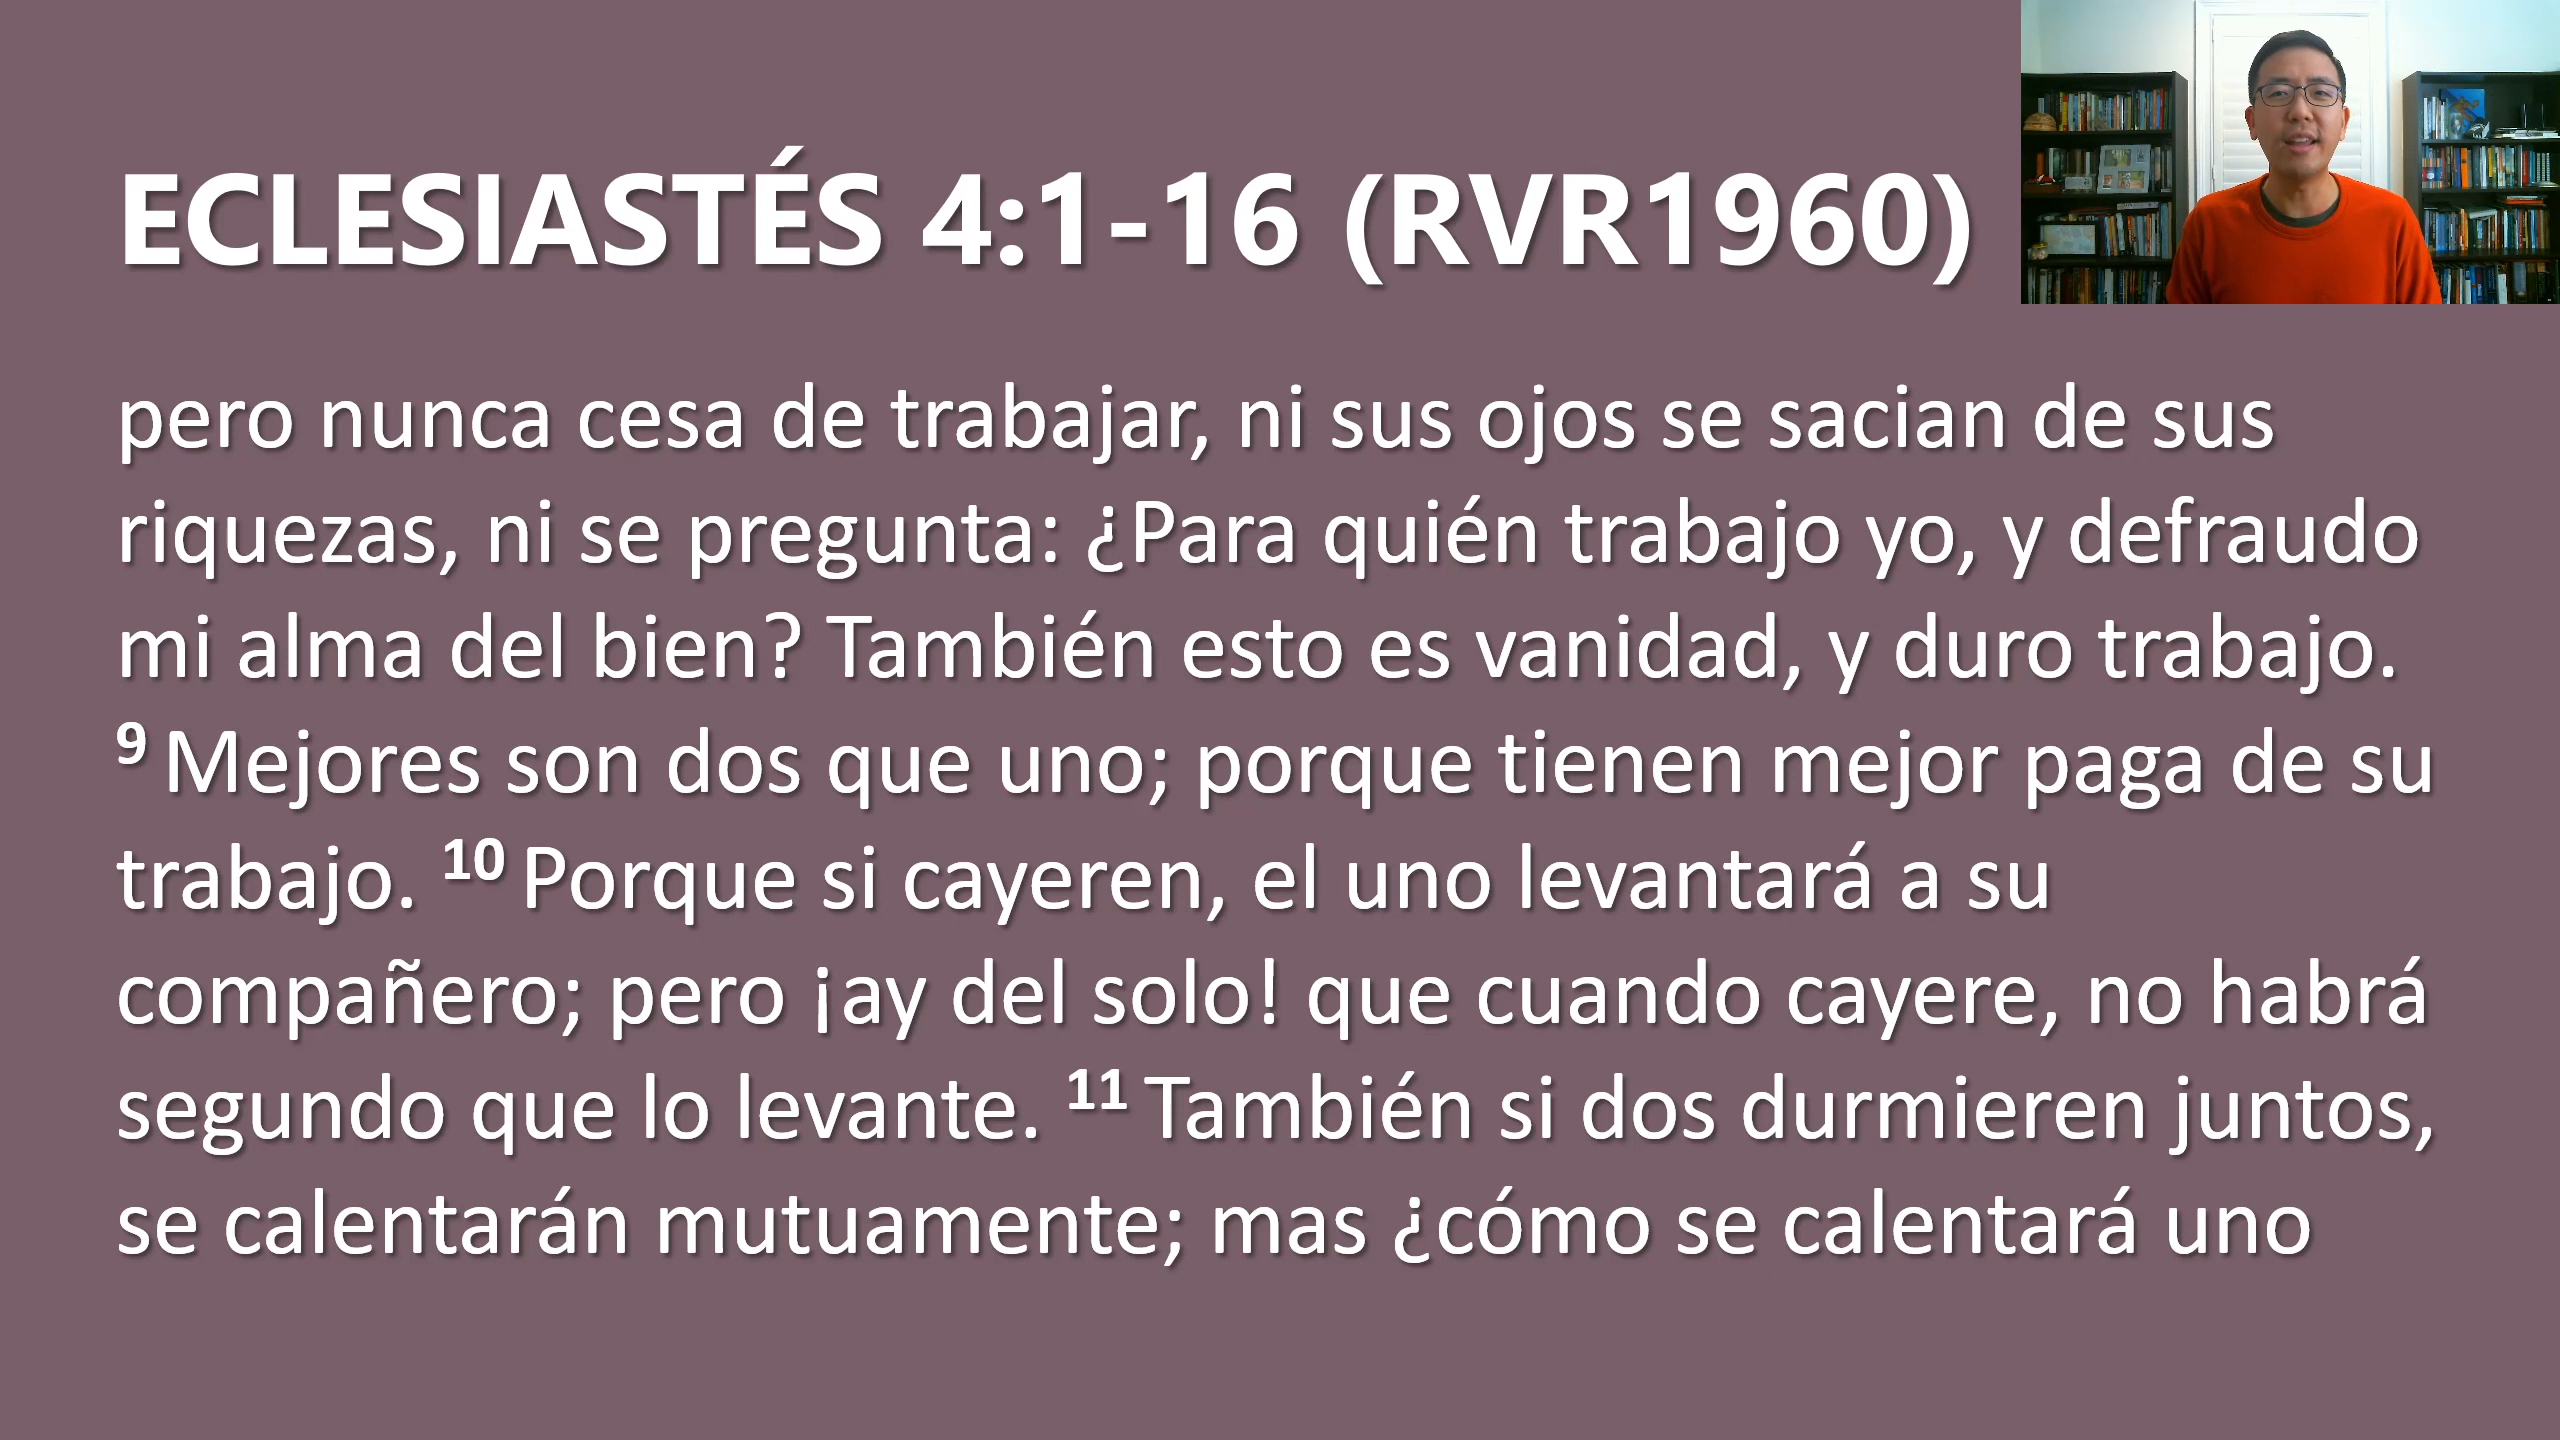 ECLESIASTÉS 4:1-16 (RVR1960)
pero nunca cesa de trabajar, ni sus ojos se sacian de sus
riquezas, ni se pregunta: ¿Para quién trabajo yo, y defraudo
mi alma del bien? También esto es vanidad, y duro trabajo.
9 Mejores son dos que uno; porque tienen mejor paga de su
trabajo. 10 Porque si cayeren, el uno levantará a su
compañero; pero ¡ay del solo! que cuando cayere, no habrá
segundo que lo levante. 11 También si dos durmieren juntos,
se calentarán mutuamente; mas ¿cómo se calentará uno